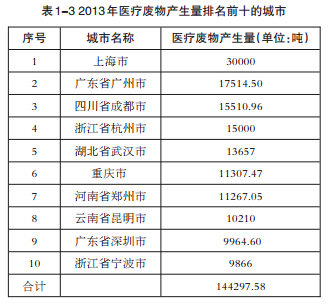 表1-3 2013年医疗废物产生量排名前十的城市
序号 城市名称 医疗废物产生量(单位:吨)
1 上海市 30000
2 广东省广州市 17514.50
3 四川省成都市 15510.96
4 浙江省杭州市 15000
5 湖北省武汉市 13657
6 重庆市 11307.47
7 河南省郑州市 11267.05
8 云南省昆明市 10210
9 广东省深圳市 9964.60
10 浙江省宁波市 9866
合计 144297.58